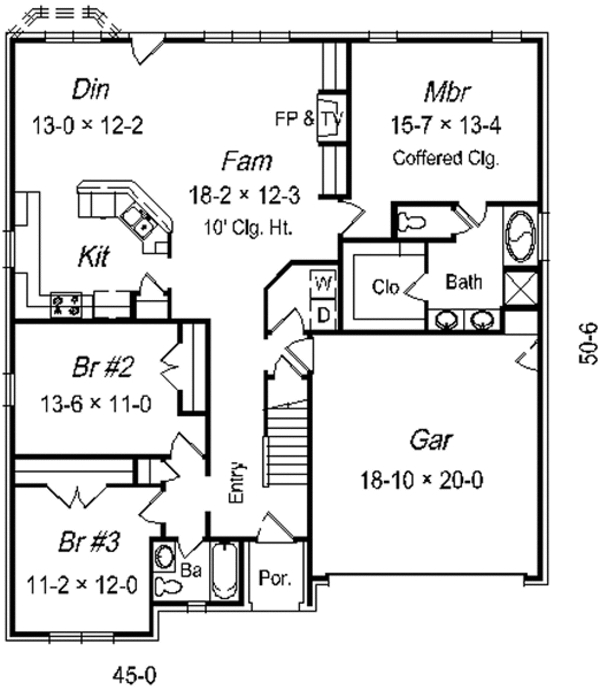 Din
13-0 × 12-2
FP & TV
Mbr
15-7 × 13-4
Coffered Clg.
Fam
18-2 × 12-3
10' Clg. Ht.
Kit
W
D
Clo
Bath
Br #2
13-6 × 11-0
50-6
Gar
18-10 × 20-0
Entry
Br #3
11-2 × 12-0
Ba
Por.
45-0